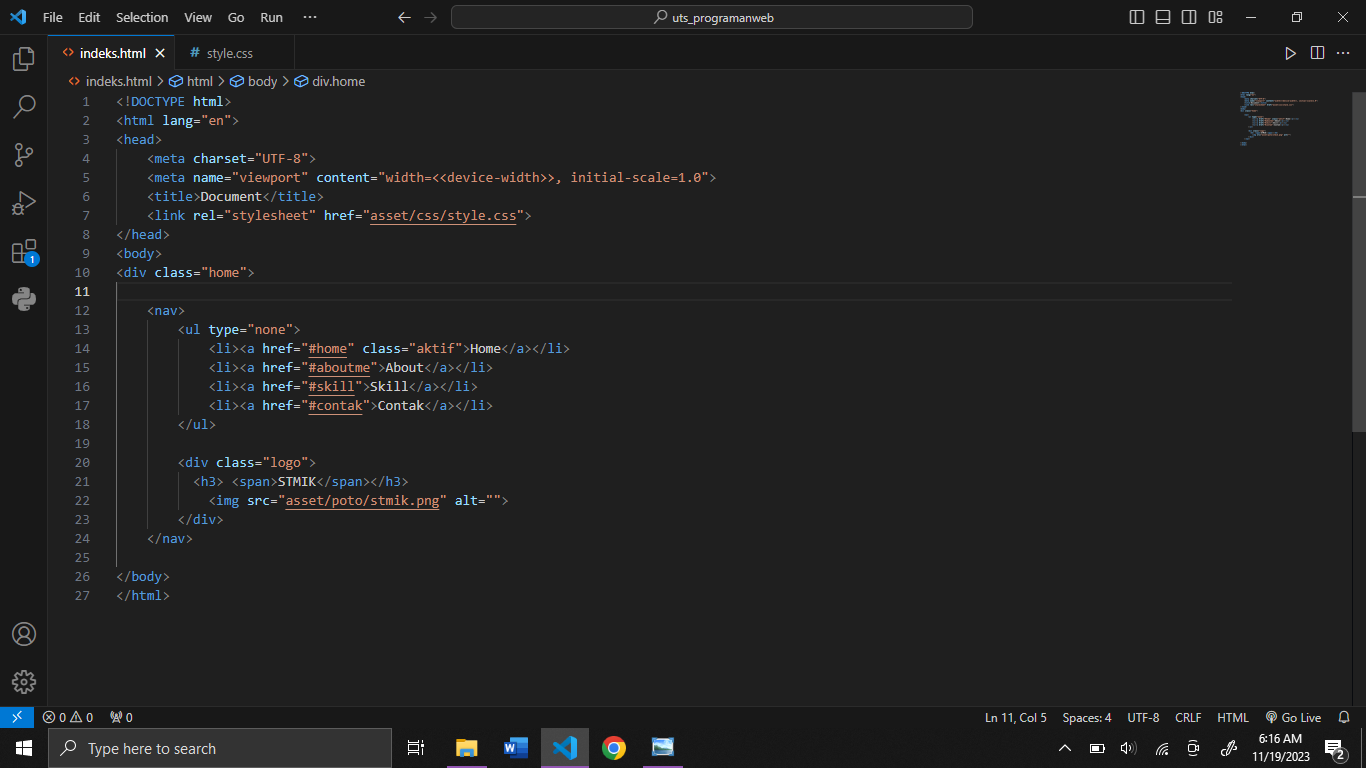 File Edit Selection View Go Run ··· uts_programanweb
indeks.html style.css
indeks.html > html > body > div.home
1 <!DOCTYPE html>
2 <html lang="en">
3 <head>
4 <meta charset="UTF-8">
5 <meta name="viewport" content="width=<<device-width>>, initial-scale=1.0">
6 <title>Document</title>
7 <link rel="stylesheet" href="asset/css/style.css">
8 </head>
9 <body>
10 <div class="home">
11
12 <nav>
13 <ul type="none">
14 <li><a href="#home" class="aktif">Home</a></li>
15 <li><a href="#aboutme">About</a></li>
16 <li><a href="#skill">Skill</a></li>
17 <li><a href="#contak">Contak</a></li>
18 </ul>
19
20 <div class="logo">
21 <h3> <span>STMIK</span></h3>
22 <img src="asset/poto/stmik.png" alt="">
23 </div>
24 </nav>
25
26 </body>
27 </html>
1
0 0 0 Ln 11, Col 5 Spaces: 4 UTF-8 CRLF HTML Go Live
Type here to search
6:16 AM
11/19/2023
2